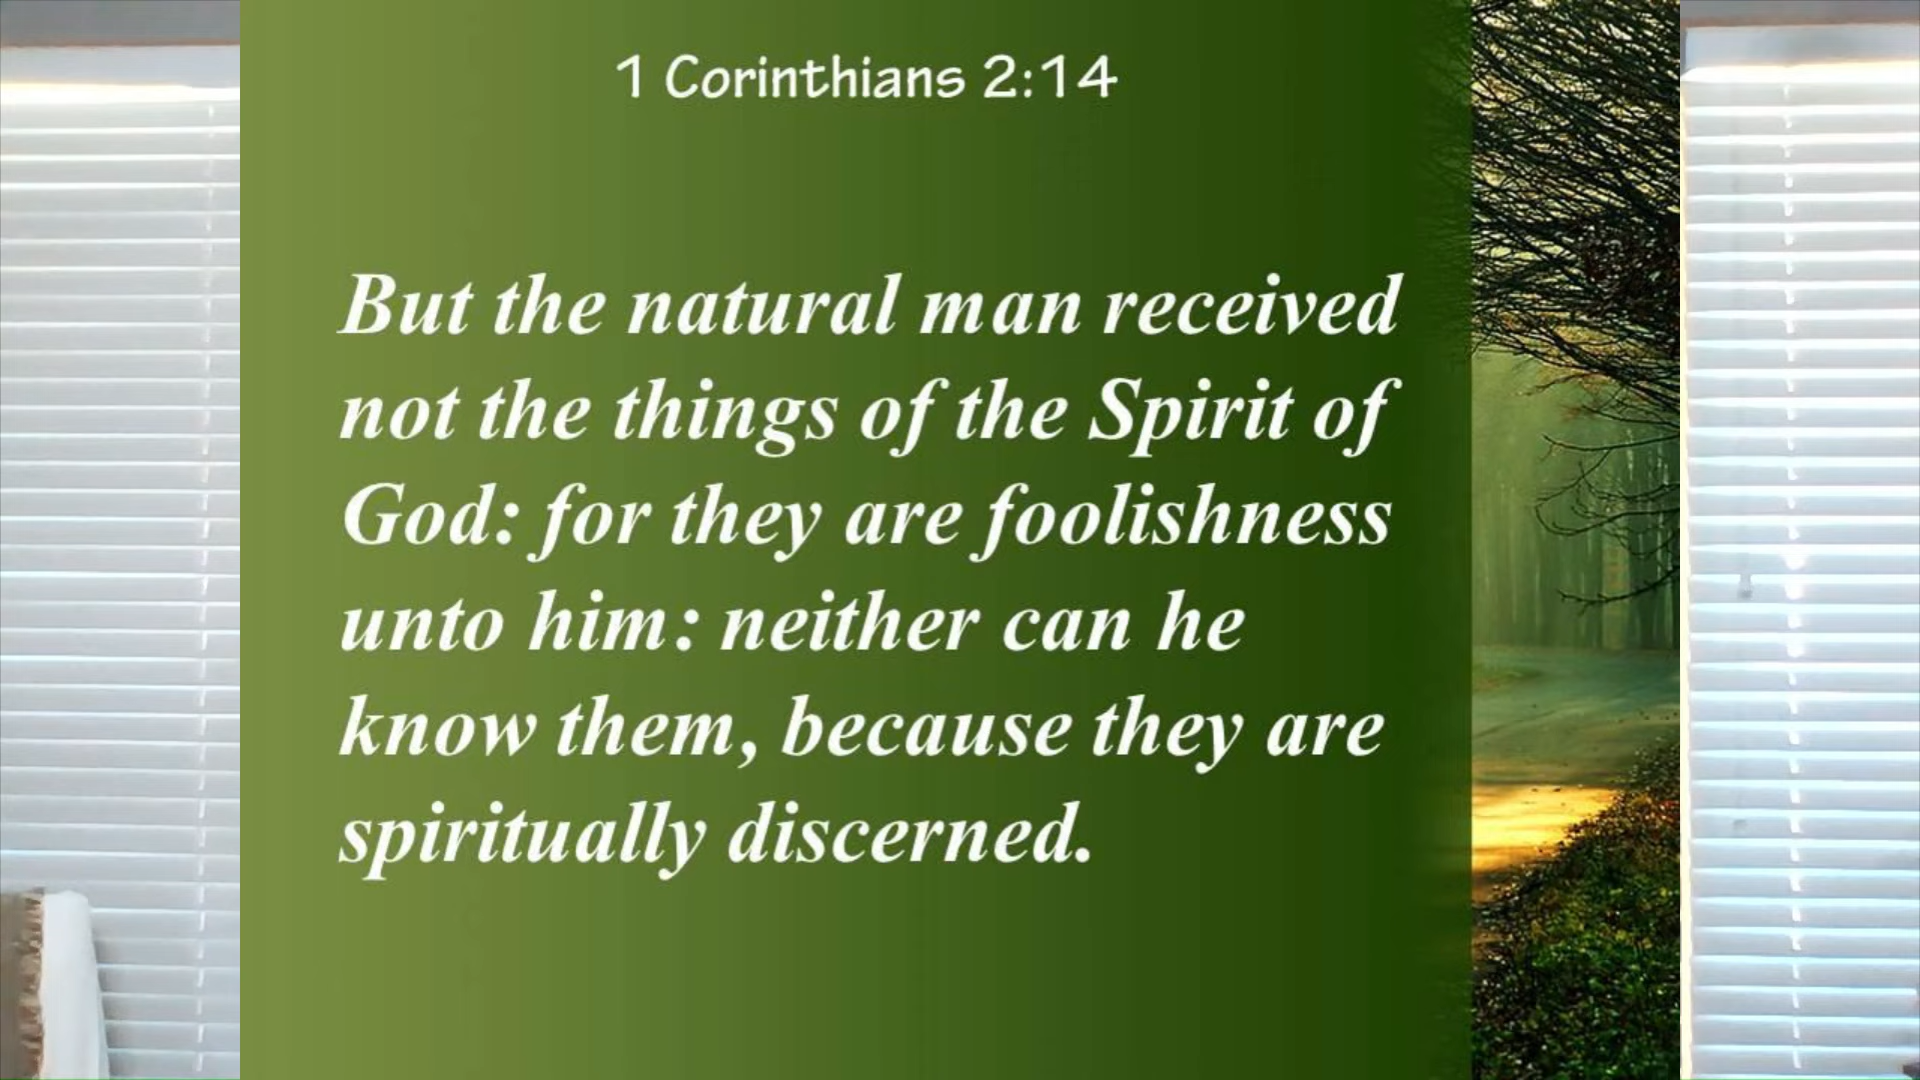 1 Corinthians 2:14
But the natural man received
not the things of the Spirit of
God: for they are foolishness
unto him: neither can he
know them, because they are
spiritually discerned.